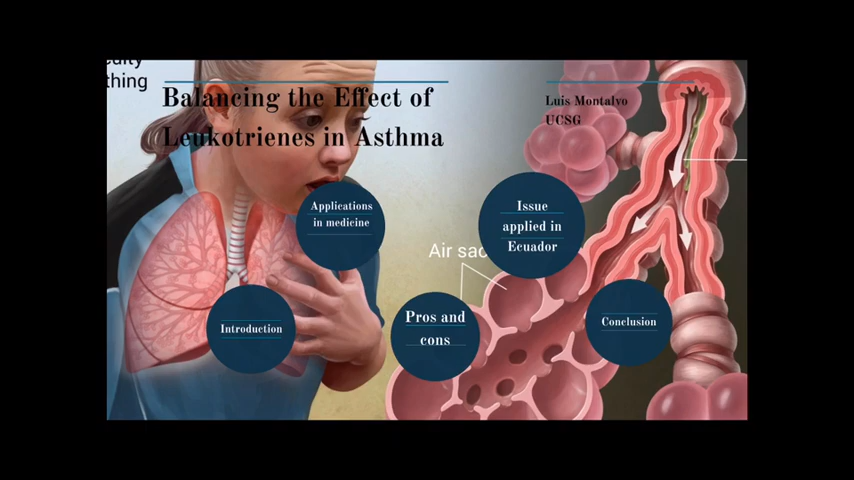 thing
Balancing the Effect of
Leukotrienes in Asthma
Luis Montalvo
UCSG
Applications
in medicine
Issue
applied in
Ecuador
Air sac
Introduction
Pros and
cons
Conclusion